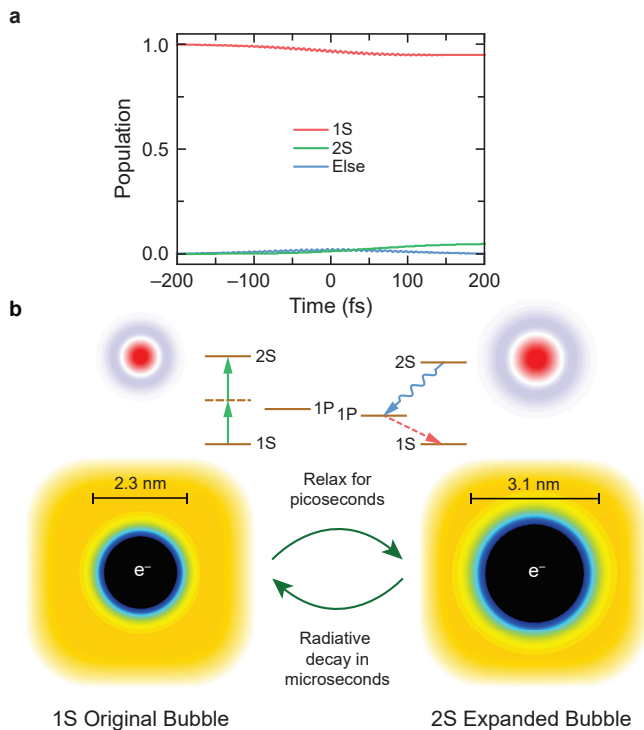 a
Population
1.0
0.5
0.0
1S
2S
Else
−200
−100
0
100
200
Time (fs)
b
2S
1P
1S
2S
1P
1S
2.3 nm
e−
Relax for
picoseconds
3.1 nm
e−
Radiative
decay in
microseconds
1S Original Bubble
2S Expanded Bubble